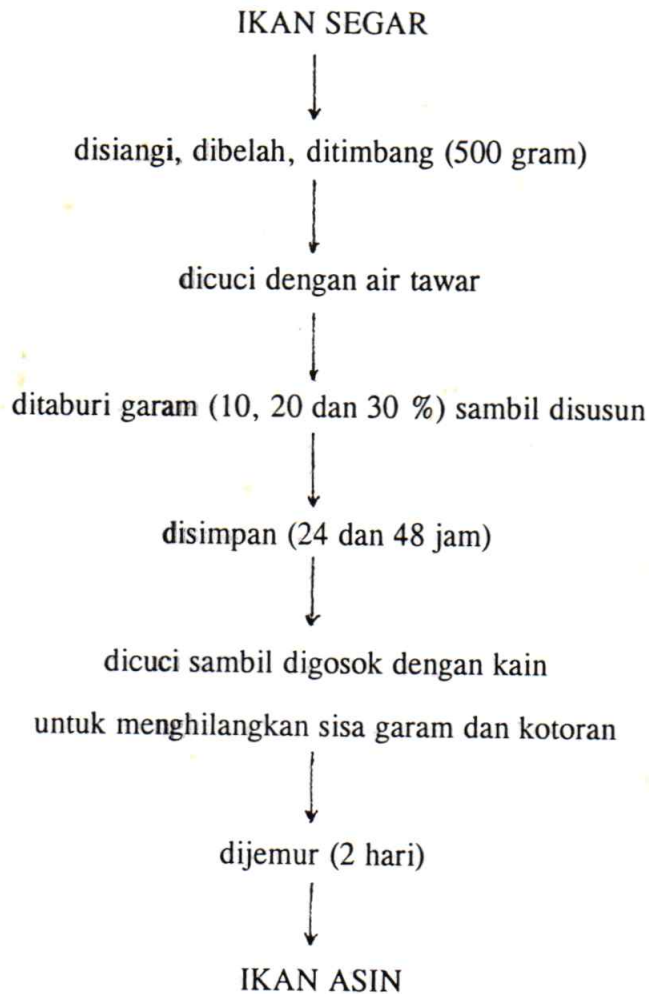 IKAN SEGAR
disiangi, dibelah, ditimbang (500 gram)
dicuci dengan air tawar
ditaburi garam (10, 20 dan 30 %) sambil disusun
disimpan (24 dan 48 jam)
dicuci sambil digosok dengan kain
untuk menghilangkan sisa garam dan kotoran
dijemur (2 hari)
IKAN ASIN